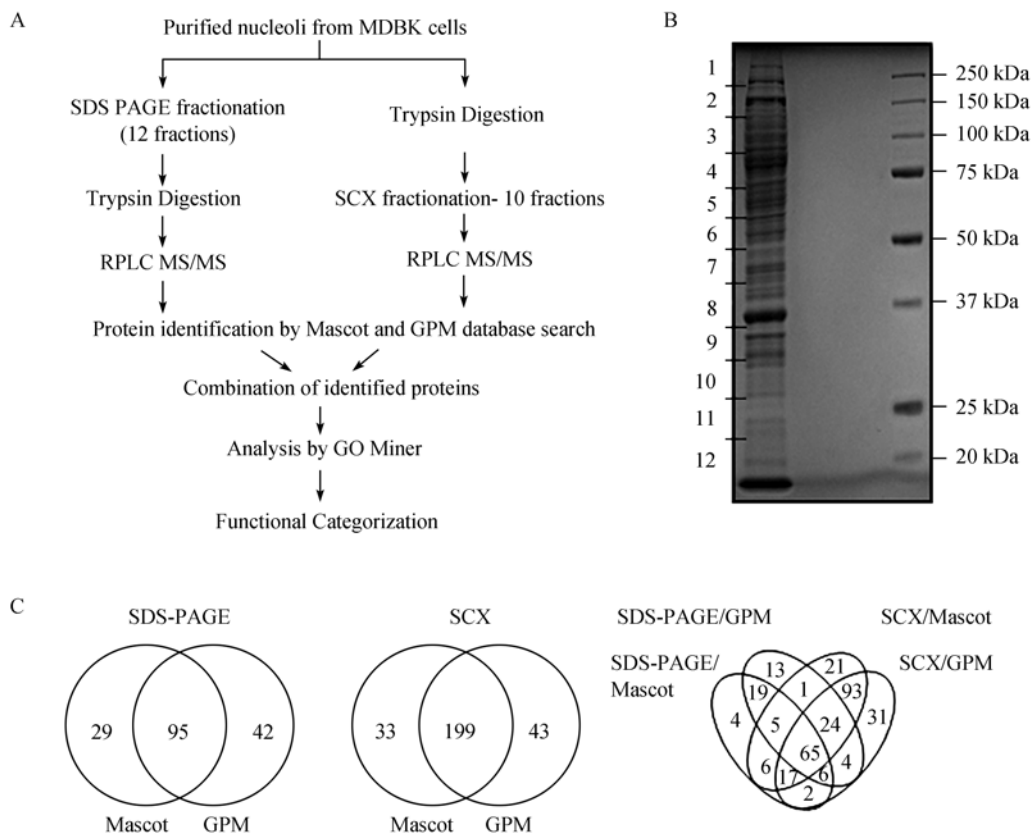 A
Purified nucleoli from MDBK cells
SDS PAGE fractionation
(12 fractions)
Trypsin Digestion
Trypsin Digestion
SCX fractionation- 10 fractions
RPLC MS/MS
RPLC MS/MS
Protein identification by Mascot and GPM database search
Combination of identified proteins
Analysis by GO Miner
Functional Categorization
B
1
2
3
4
5
6
7
8
9
10
11
12
250 kDa
150 kDa
100 kDa
75 kDa
50 kDa
37 kDa
25 kDa
20 kDa
C
SDS-PAGE
29
95
42
Mascot
GPM
SCX
33
199
43
Mascot
GPM
SDS-PAGE/GPM
SCX/Mascot
SDS-PAGE/
Mascot
SCX/GPM
13
21
19
1
93
4
5
24
31
65
6
17
6
4
2